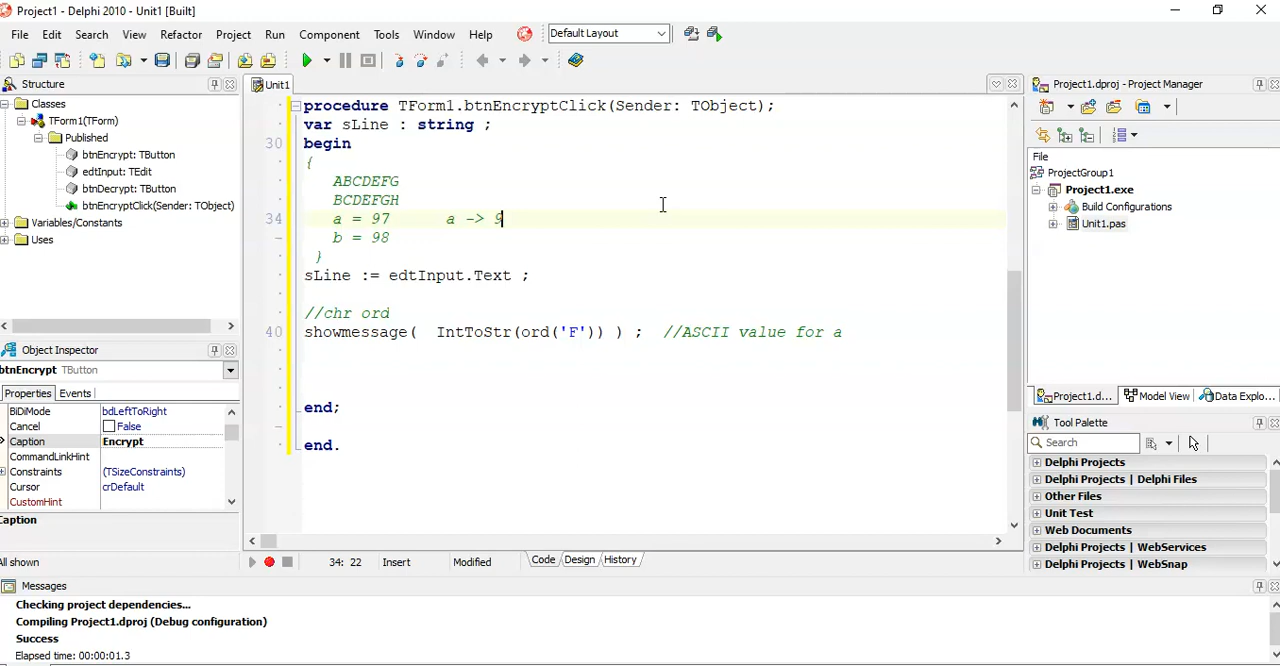 Project1 - Delphi 2010 - Unit1 [Built]
File Edit Search View Refactor Project Run Component Tools Window Help Default Layout
Structure
Classes
TForm1(TForm)
Published
btnEncrypt: TButton
edtInput: TEdit
btnDecrypt: TButton
btnEncryptClick(Sender: TObject)
Variables/Constants
Uses
Object Inspector
btnEncrypt TButton
Properties Events
BiDiMode bdLeftToRight
Cancel False
Caption Encrypt
CommandLinkHint
Constraints (TSizeConstraints)
Cursor crDefault
CustomHint
Caption
All shown
Unit1
procedure TForm1.btnEncryptClick(Sender: TObject);
var sLine : string ;
30 begin
{
ABCDEFG
BCDEFGH
34 a = 97 a -> 9
b = 98
}
sLine := edtInput.Text ;
//chr ord
40 showmessage( IntToStr(ord('F')) ) ; //ASCII value for a
end;
end.
34: 22 Insert Modified Code Design History
Project1.dproj - Project Manager
File
ProjectGroup1
Project1.exe
Build Configurations
Unit1.pas
Project1.d... Model View Data Explo...
Tool Palette
Search
Delphi Projects
Delphi Projects | Delphi Files
Other Files
Unit Test
Web Documents
Delphi Projects | WebServices
Delphi Projects | WebSnap
Messages
Checking project dependencies...
Compiling Project1.dproj (Debug configuration)
Success
Elapsed time: 00:00:01.3